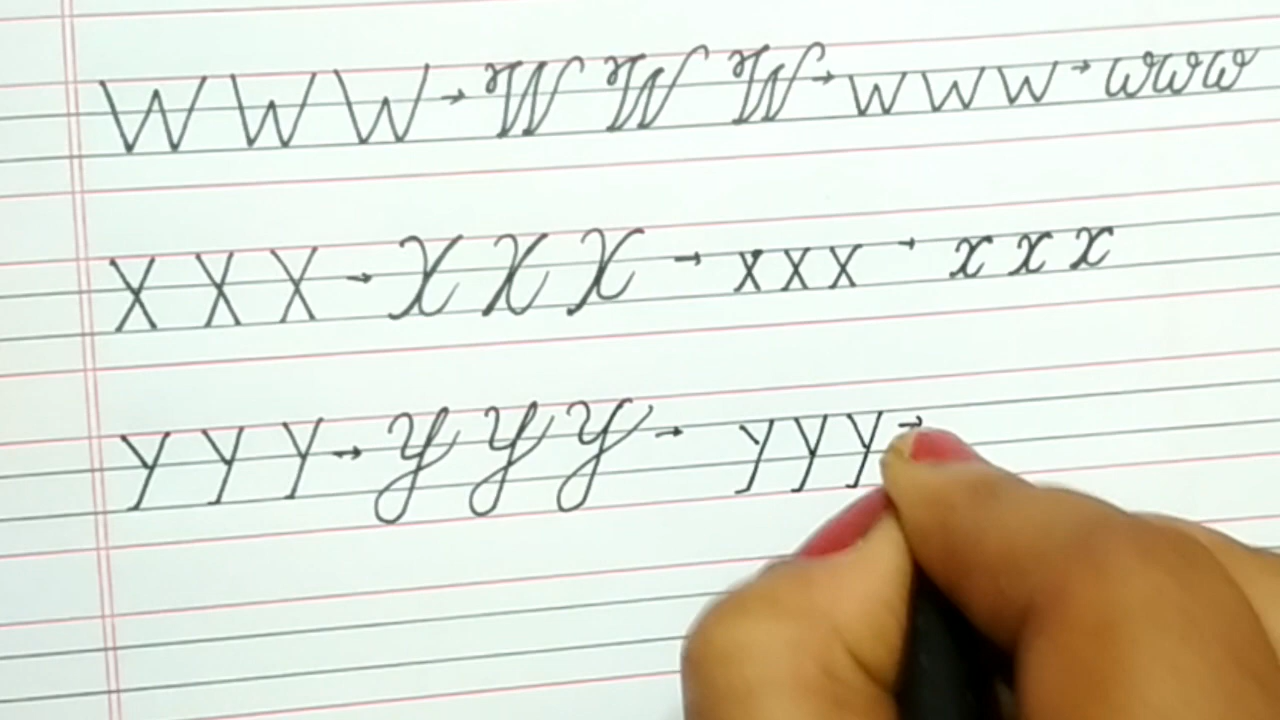 W W W → W W W → w w w → w w w
X X X → X X X → x x x → x x x
Y Y Y → Y Y Y → y y y →